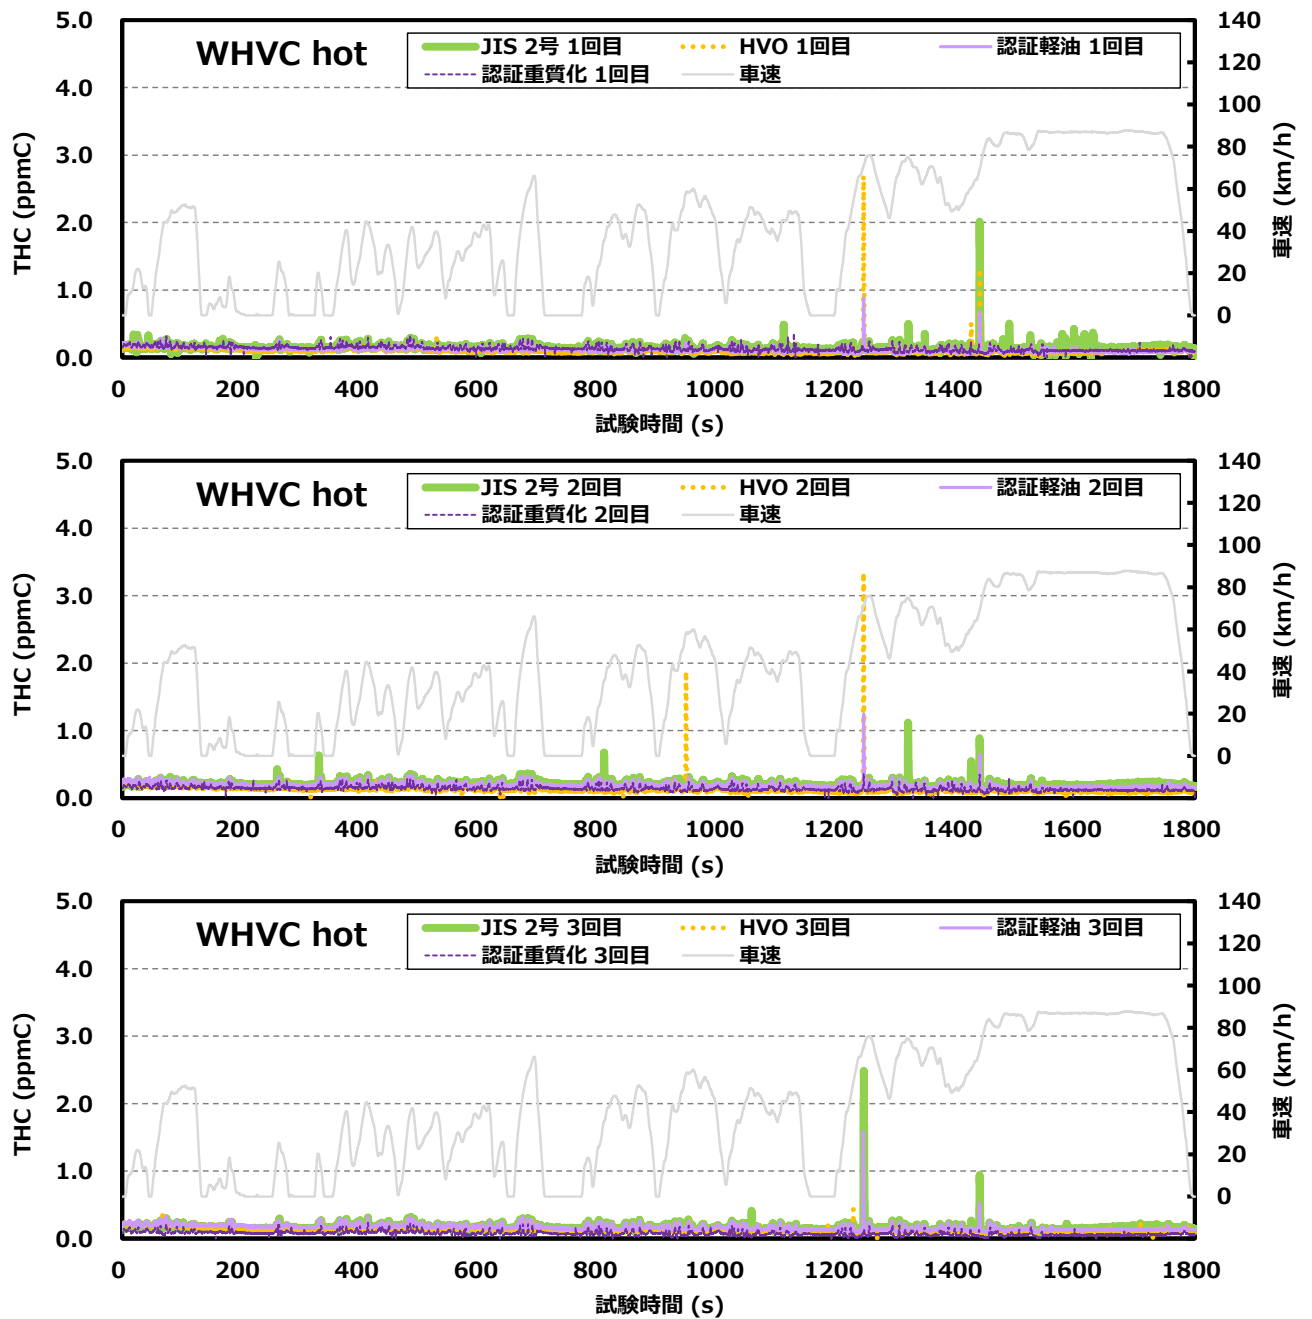 WHVC hot
JIS 2号 1回目 HVO 1回目 認証軽油 1回目
認証重質化 1回目 車速
5.0 4.0 3.0 2.0 1.0 0.0
THC (ppmC)
140 120 100 80 60 40 20 0
車速 (km/h)
0 200 400 600 800 1000 1200 1400 1600 1800
試験時間 (s)
WHVC hot
JIS 2号 2回目 HVO 2回目 認証軽油 2回目
認証重質化 2回目 車速
5.0 4.0 3.0 2.0 1.0 0.0
THC (ppmC)
140 120 100 80 60 40 20 0
車速 (km/h)
0 200 400 600 800 1000 1200 1400 1600 1800
試験時間 (s)
WHVC hot
JIS 2号 3回目 HVO 3回目 認証軽油 3回目
認証重質化 3回目 車速
5.0 4.0 3.0 2.0 1.0 0.0
THC (ppmC)
140 120 100 80 60 40 20 0
車速 (km/h)
0 200 400 600 800 1000 1200 1400 1600 1800
試験時間 (s)